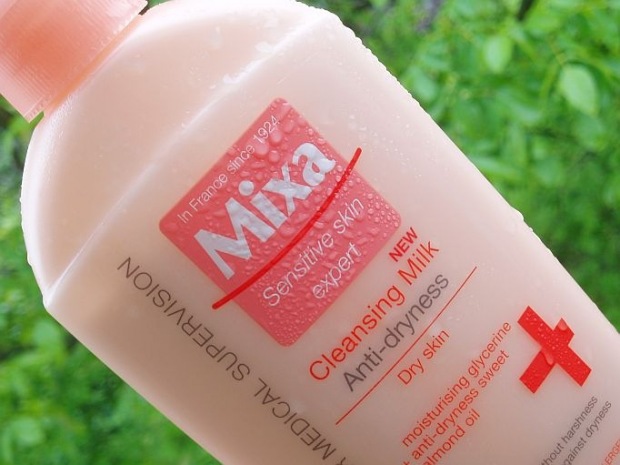 In France since 1924
Mixa
Sensitive skin
expert
NEW
Cleansing Milk
Anti-dryness
Dry skin
moisturising glycerine
+ anti-dryness sweet
almond oil
MEDICAL SUPERVISION
without harshness
against dryness